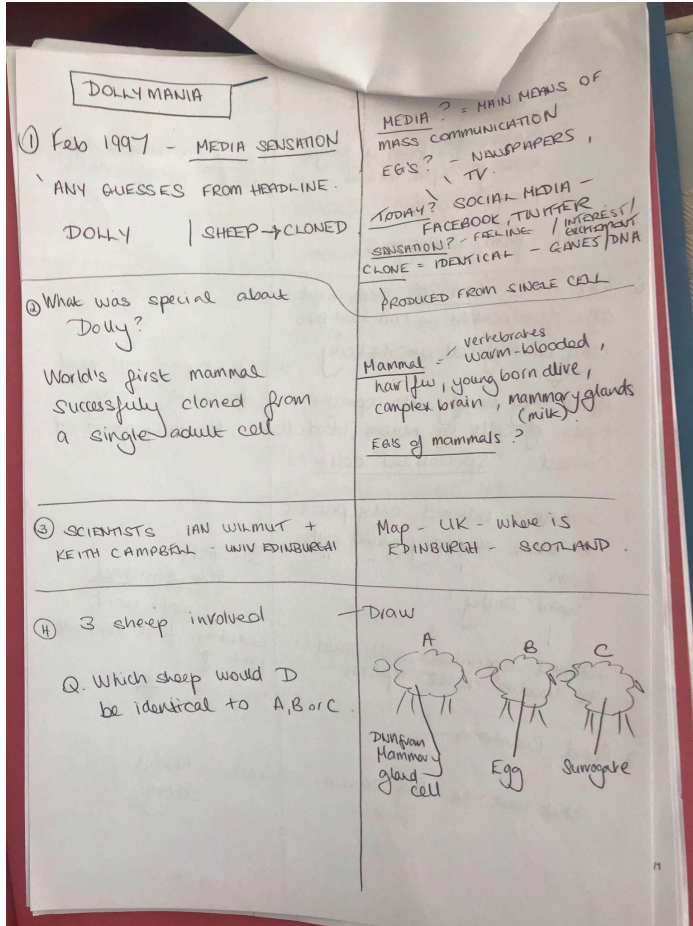 DOLLYMANIA
① Feb 1997 - MEDIA SENSATION
ANY GUESSES FROM HEADLINE.
DOLLY | SHEEP → CLONED
MEDIA? = MAIN MEANS OF
MASS COMMUNICATION
EG'S? - NEWSPAPERS,
TV.
TODAY? SOCIAL MEDIA -
FACEBOOK, TWITTER
SENSATION? - FEELING / INTEREST/
EXCITEMENT
CLONE = IDENTICAL - GENES/DNA
PRODUCED FROM SINGLE CELL
② What was special about
Dolly?
World's first mammal
successfully cloned from
a single adult cell
Mammal = vertebrates
warm-blooded,
hair/fur, young born alive,
complex brain, mammary glands
(milk).
EGs of mammals?
③ SCIENTISTS IAN WILMUT +
KEITH CAMPBELL - UNIV EDINBURGH
Map - UK - where is
EDINBURGH - SCOTLAND.
④ 3 sheep involved
Q. Which sheep would D
be identical to A, B or C.
Draw
A B C
DNA from
Mammary
gland
cell
Egg
Surrogate